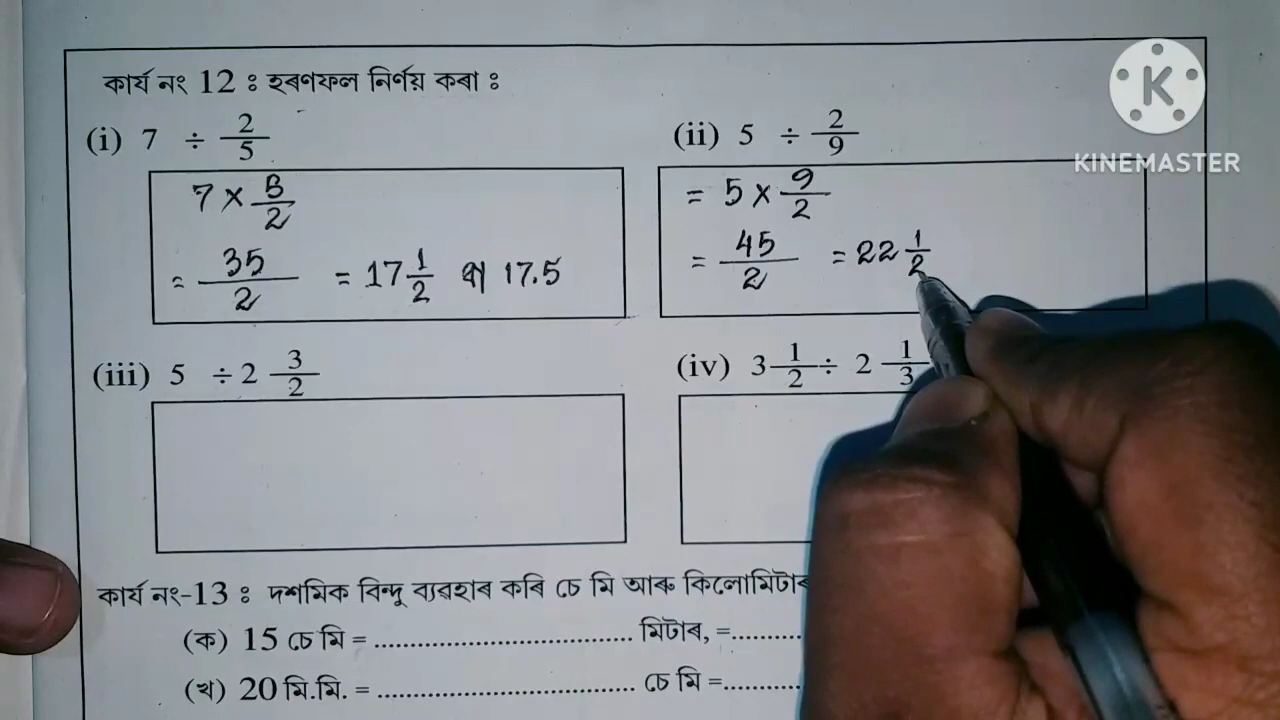 কাৰ্য নং 12 ঃ হৰণফল নিৰ্ণয় কৰা ঃ
K
KINEMASTER
(i) 7 ÷ 2/5
(ii) 5 ÷ 2/9
7 × 5/2
= 35/2 = 17 1/2 বা 17.5
= 5 × 9/2
= 45/2 = 22 1/2
(iii) 5 ÷ 2 3/2
(iv) 3 1/2 ÷ 2 1/3
কাৰ্য নং-13 ঃ দশমিক বিন্দু ব্যৱহাৰ কৰি চে মি আৰু কিলোমিটাৰ
(ক) 15 চে মি = ................................ মিটাৰ, =..........
(খ) 20 মি.মি. = ................................ চে মি =...........